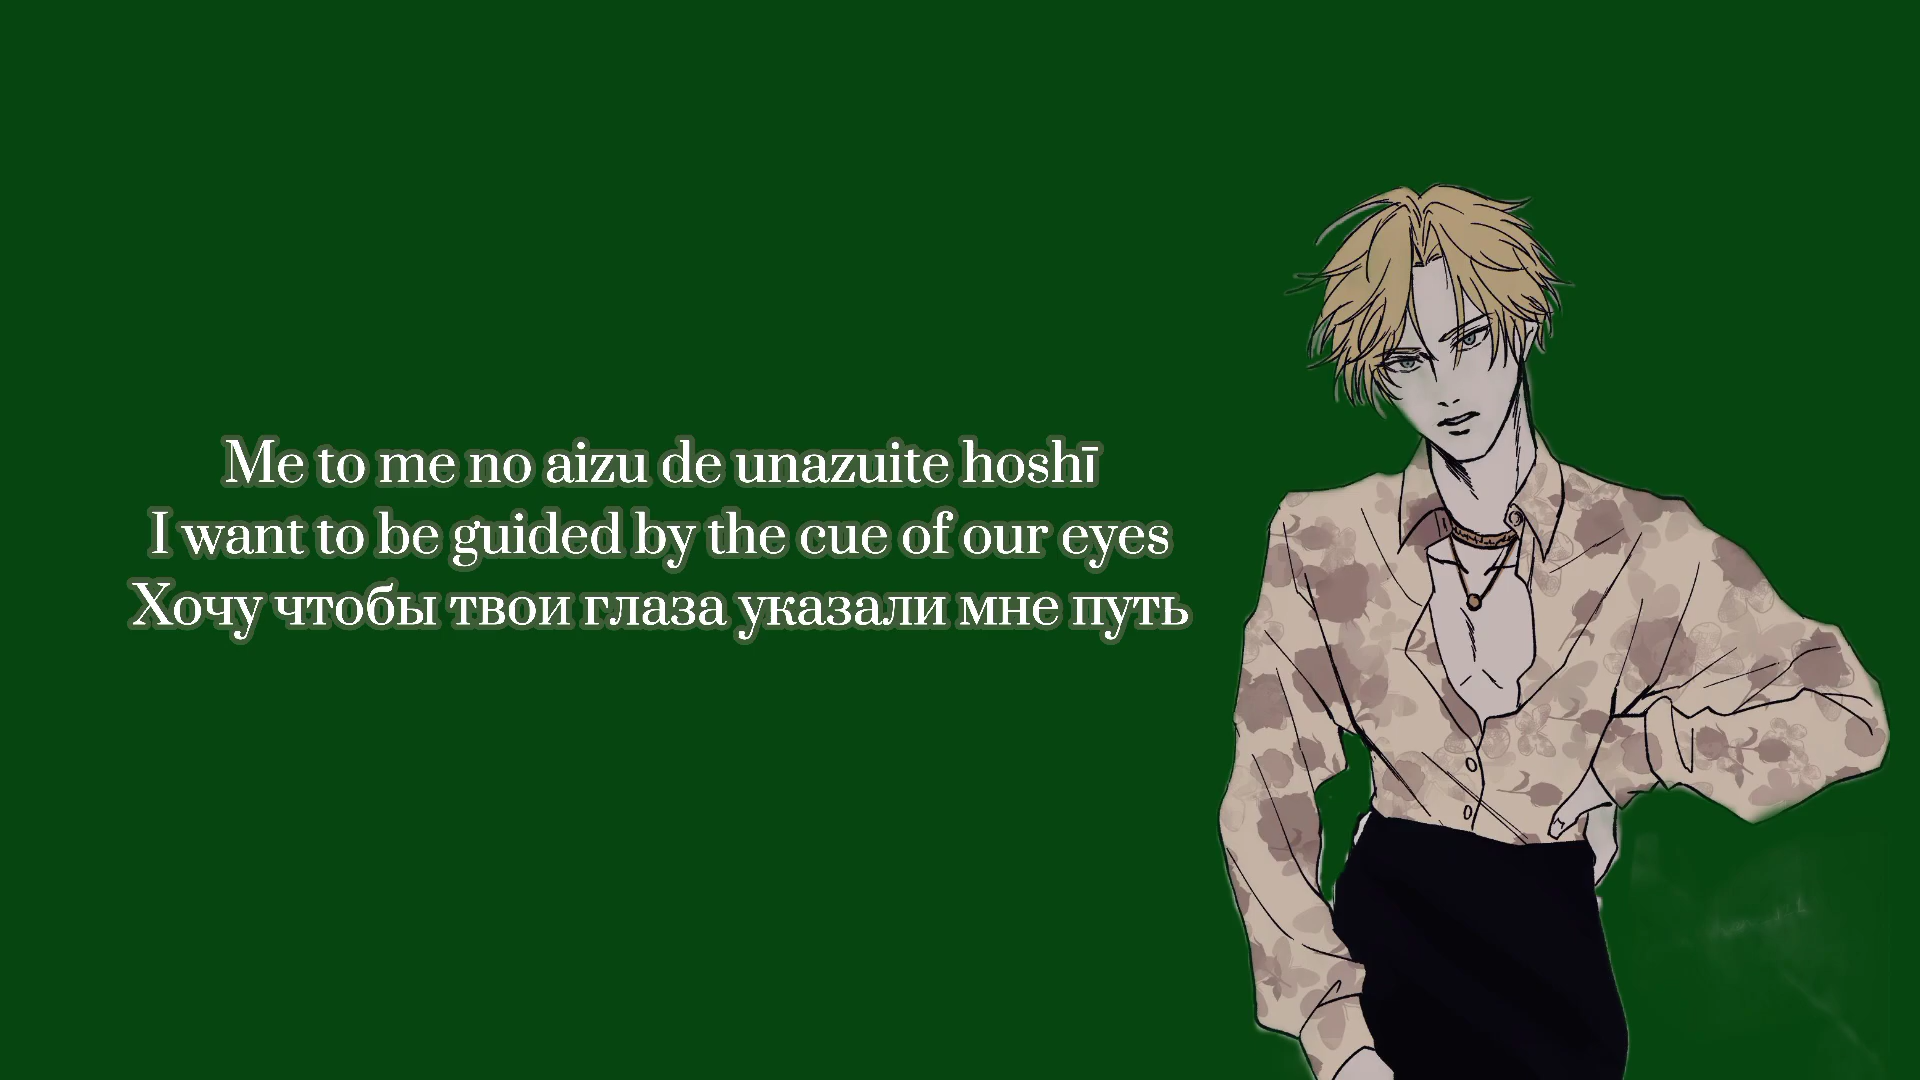 Me to me no aizu de unazuite hoshī
I want to be guided by the cue of our eyes
Хочу чтобы твои глаза указали мне путь